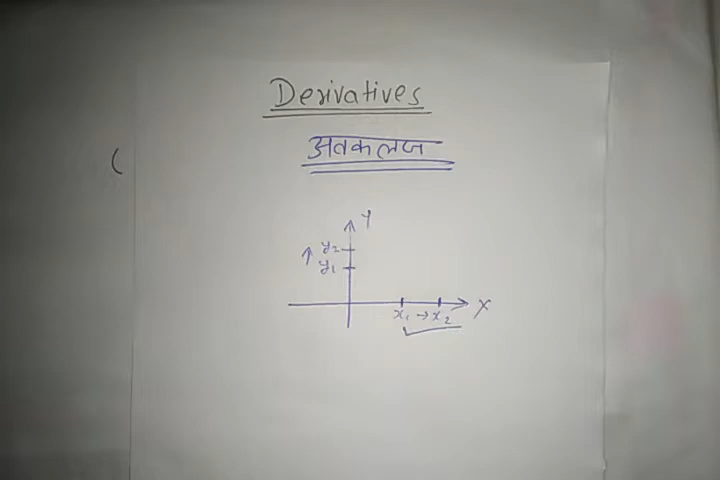 Derivatives
अवकलज
Y
y₂
↑ y₁
x₁ → x₂ X